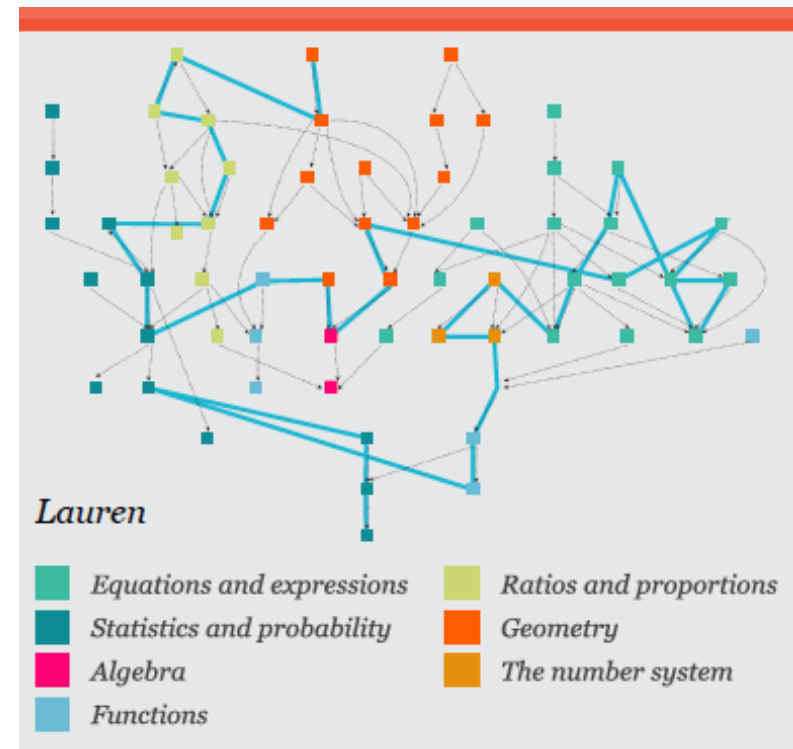 Lauren
Equations and expressions
Ratios and proportions
Statistics and probability
Geometry
Algebra
The number system
Functions